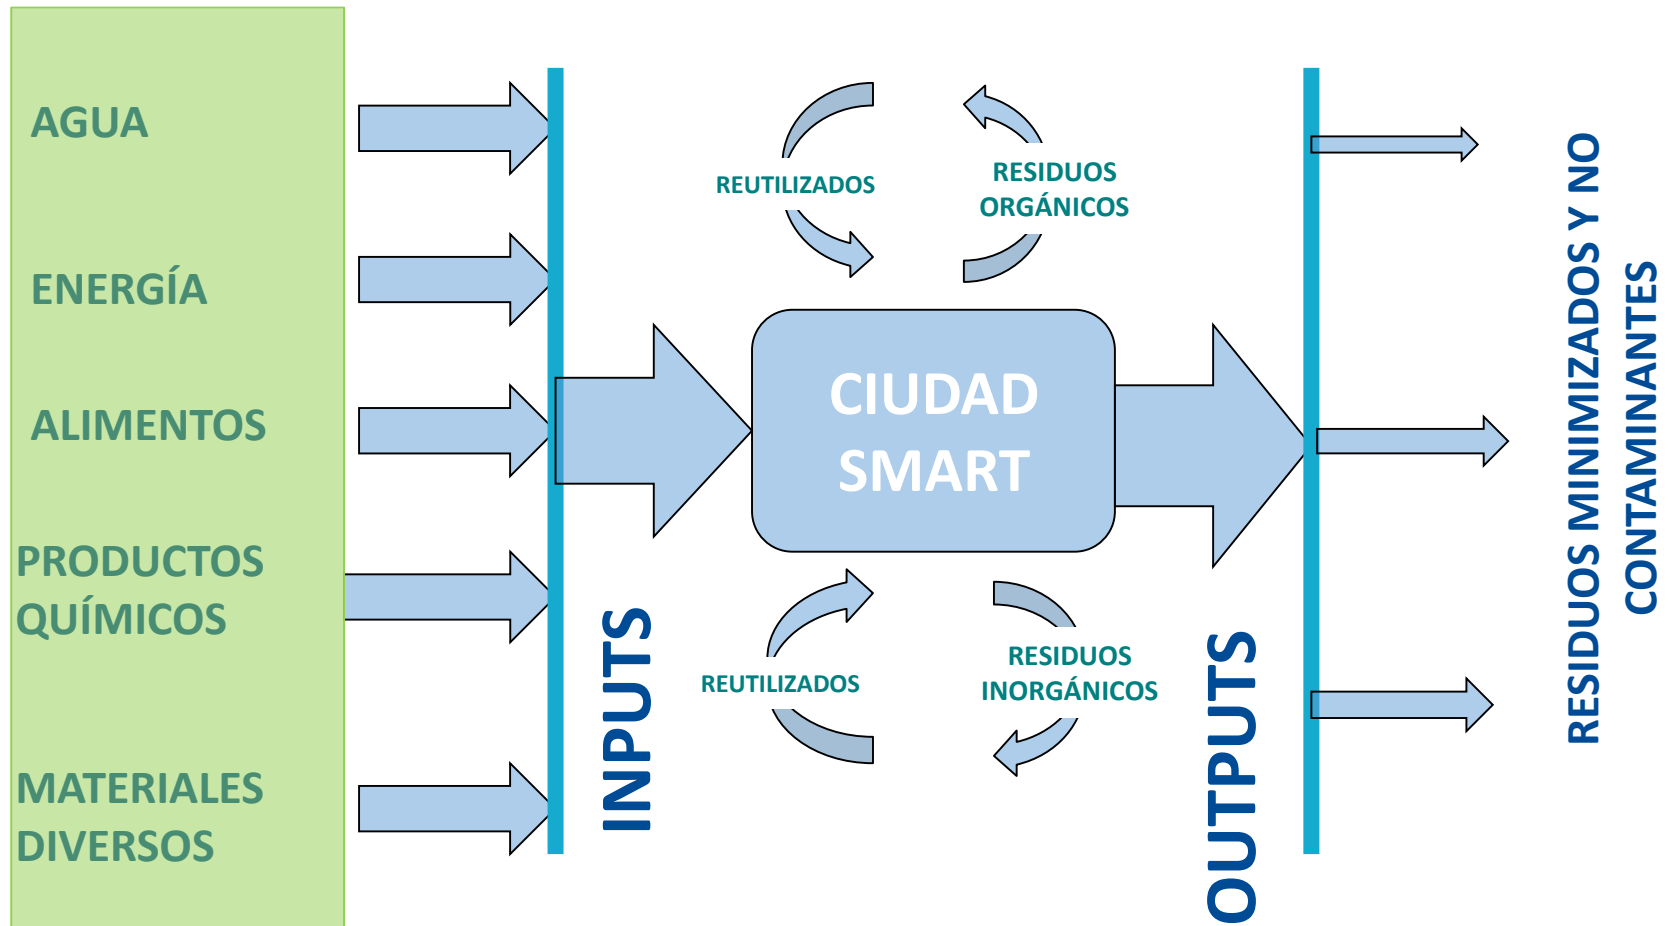 AGUA
ENERGÍA
ALIMENTOS
PRODUCTOS
QUÍMICOS
MATERIALES
DIVERSOS
INPUTS
REUTILIZADOS
RESIDUOS
ORGÁNICOS
CIUDAD
SMART
REUTILIZADOS
RESIDUOS
INORGÁNICOS
OUTPUTS
RESIDUOS MINIMIZADOS Y NO
CONTAMINANTES